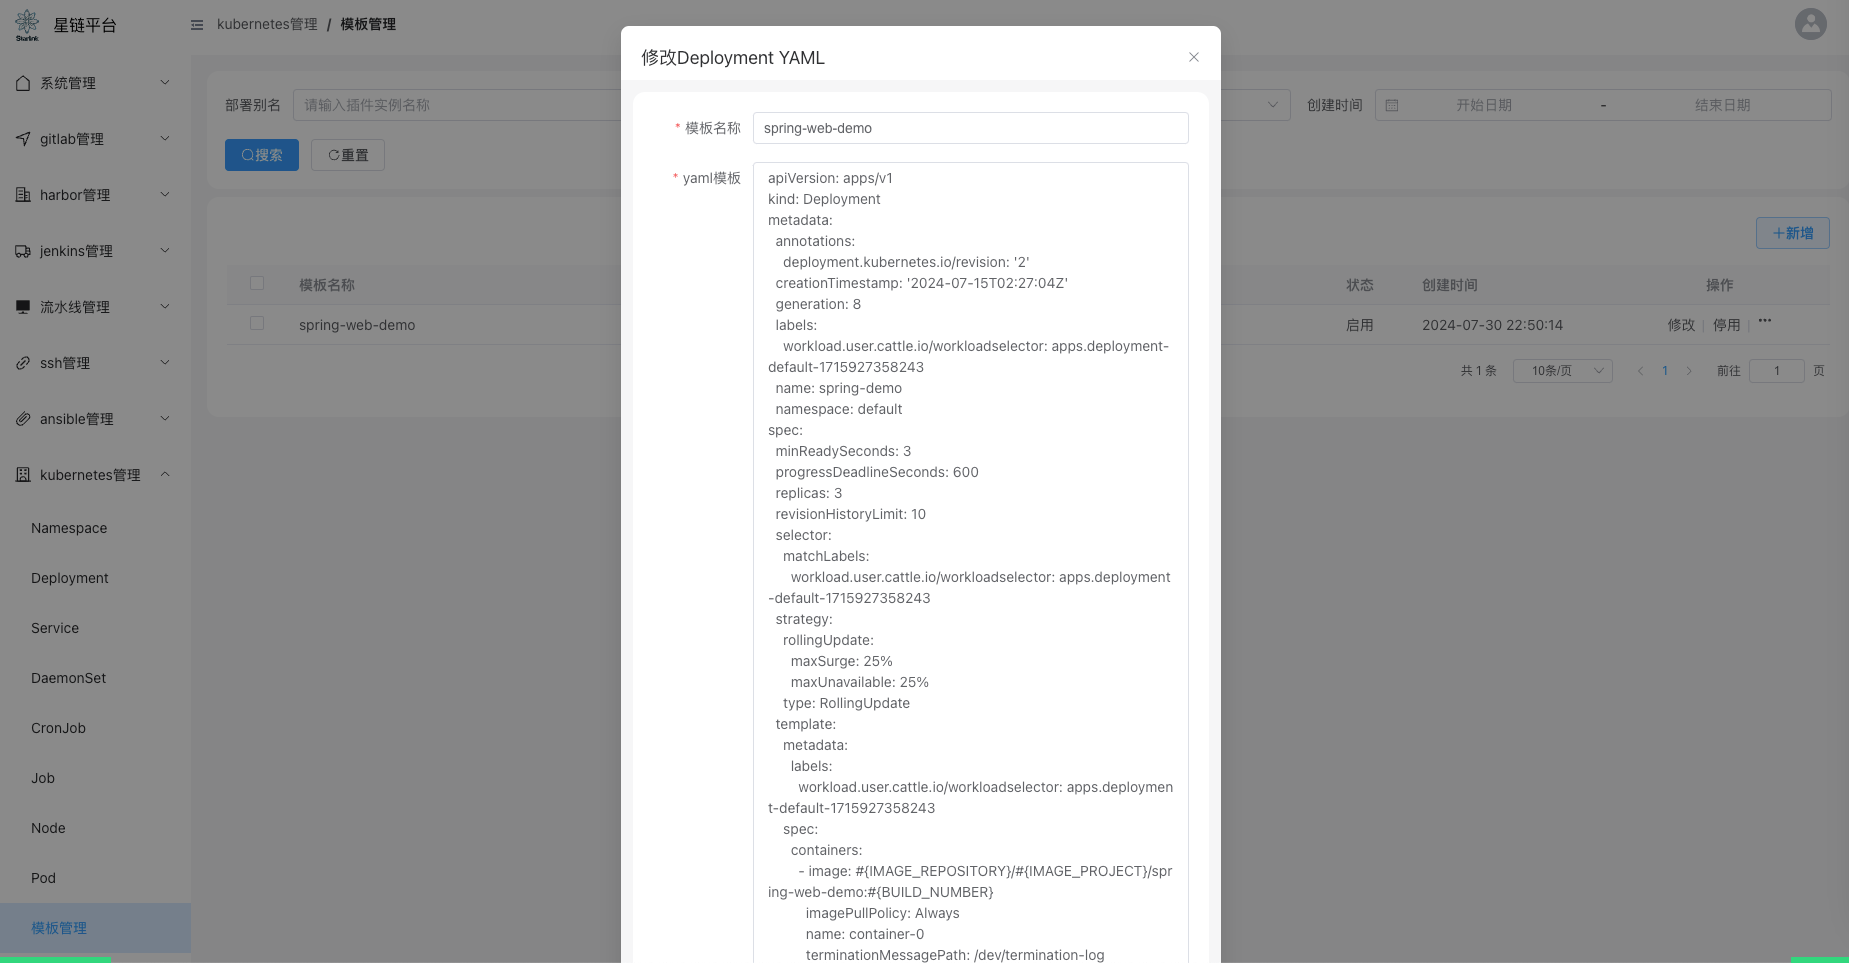 星链平台
Starlink
kubernetes管理 / 模板管理
系统管理
gitlab管理
harbor管理
jenkins管理
流水线管理
ssh管理
ansible管理
kubernetes管理
Namespace
Deployment
Service
DaemonSet
CronJob
Job
Node
Pod
模板管理
部署别名 请输入插件实例名称
创建时间 开始日期 - 结束日期
搜索 重置
新增
模板名称 状态 创建时间 操作
spring-web-demo 启用 2024-07-30 22:50:14 修改 停用 •••
共 1 条 10条/页 1 前往 1 页
修改Deployment YAML
* 模板名称 spring-web-demo
* yaml模板
apiVersion: apps/v1
kind: Deployment
metadata:
  annotations:
    deployment.kubernetes.io/revision: '2'
  creationTimestamp: '2024-07-15T02:27:04Z'
  generation: 8
  labels:
    workload.user.cattle.io/workloadselector: apps.deployment-
default-1715927358243
  name: spring-demo
  namespace: default
spec:
  minReadySeconds: 3
  progressDeadlineSeconds: 600
  replicas: 3
  revisionHistoryLimit: 10
  selector:
    matchLabels:
      workload.user.cattle.io/workloadselector: apps.deployment
-default-1715927358243
  strategy:
    rollingUpdate:
      maxSurge: 25%
      maxUnavailable: 25%
    type: RollingUpdate
  template:
    metadata:
      labels:
        workload.user.cattle.io/workloadselector: apps.deploymen
t-default-1715927358243
    spec:
      containers:
        - image: #{IMAGE_REPOSITORY}/#{IMAGE_PROJECT}/spr
ing-web-demo:#{BUILD_NUMBER}
          imagePullPolicy: Always
          name: container-0
          terminationMessagePath: /dev/termination-log